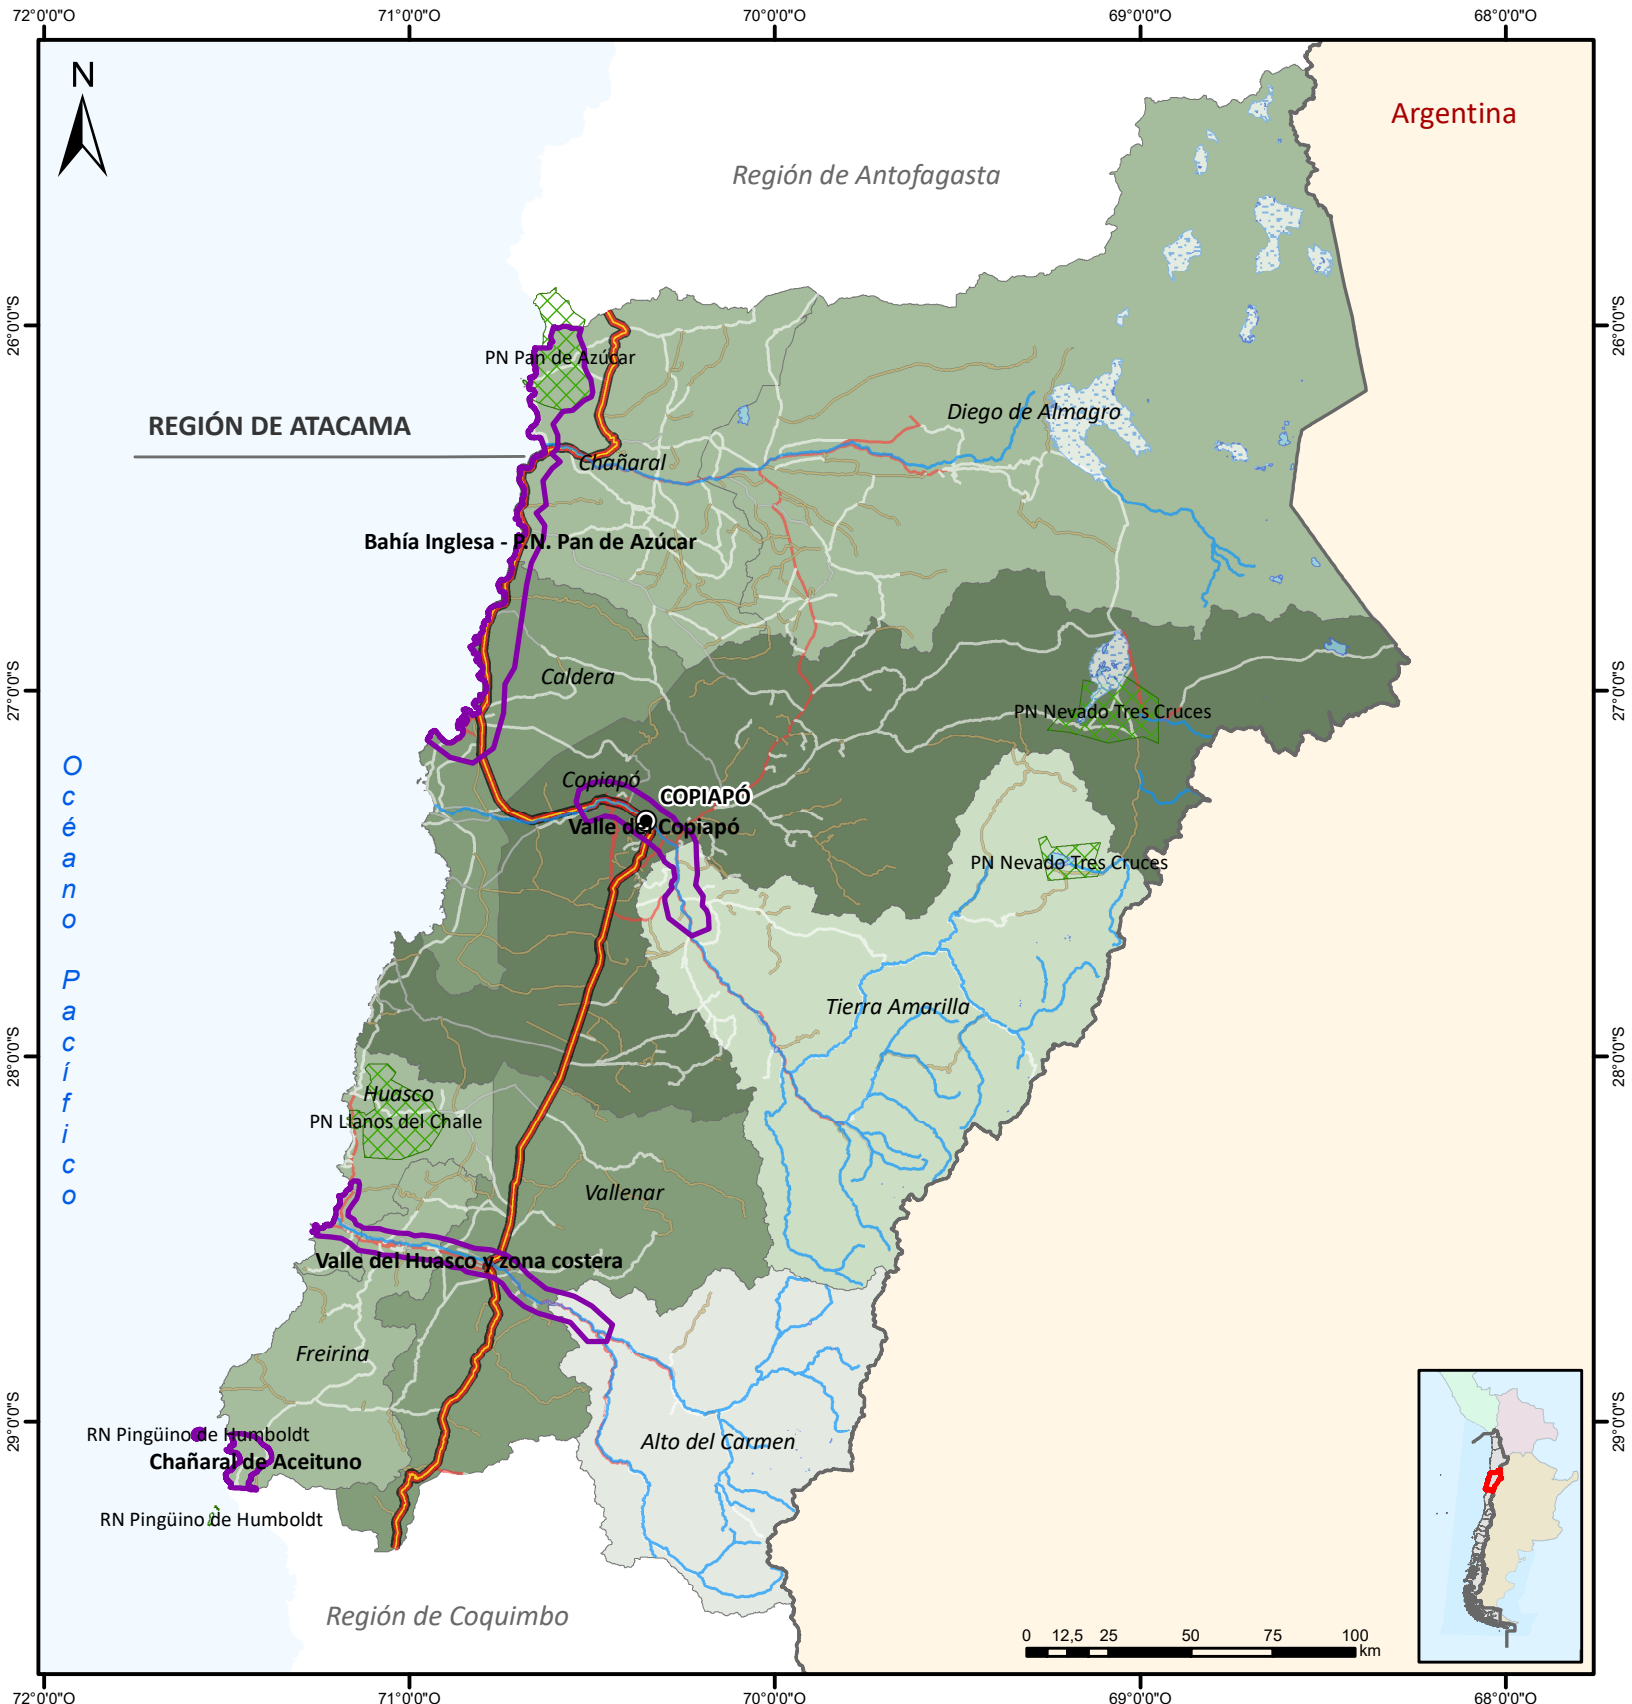 72°0'0"O 71°0'0"O 70°0'0"O 69°0'0"O 68°0'0"O
N
Argentina
Región de Antofagasta
26°0'0"S 26°0'0"S
PN Pan de Azúcar
Diego de Almagro
REGIÓN DE ATACAMA
Chañaral
Bahía Inglesa - P.N. Pan de Azúcar
Caldera
27°0'0"S 27°0'0"S
PN Nevado Tres Cruces
Océano Pacífico
Copiapó
COPIAPÓ
Valle del Copiapó
PN Nevado Tres Cruces
Tierra Amarilla
28°0'0"S 28°0'0"S
Huasco
PN Llanos del Challe
Vallenar
Valle del Huasco y zona costera
Freirina
29°0'0"S 29°0'0"S
RN Pingüino de Humboldt
Alto del Carmen
Chañaral de Aceituno
RN Pingüino de Humboldt
Región de Coquimbo
0 12,5 25 50 75 100
km
72°0'0"O 71°0'0"O 70°0'0"O 69°0'0"O 68°0'0"O